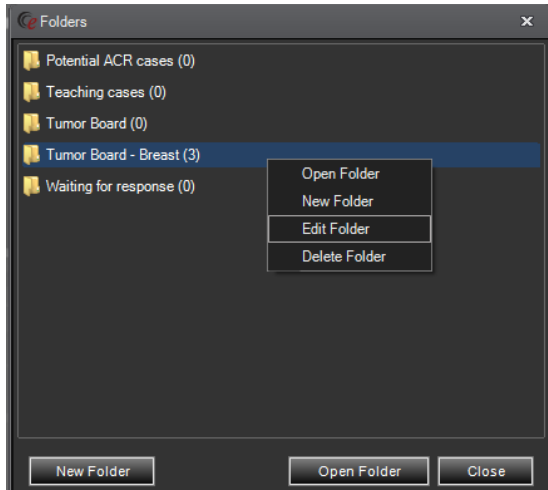 Folders
Potential ACR cases (0)
Teaching cases (0)
Tumor Board (0)
Tumor Board - Breast (3)
Waiting for response (0)
Open Folder
New Folder
Edit Folder
Delete Folder
New Folder
Open Folder
Close